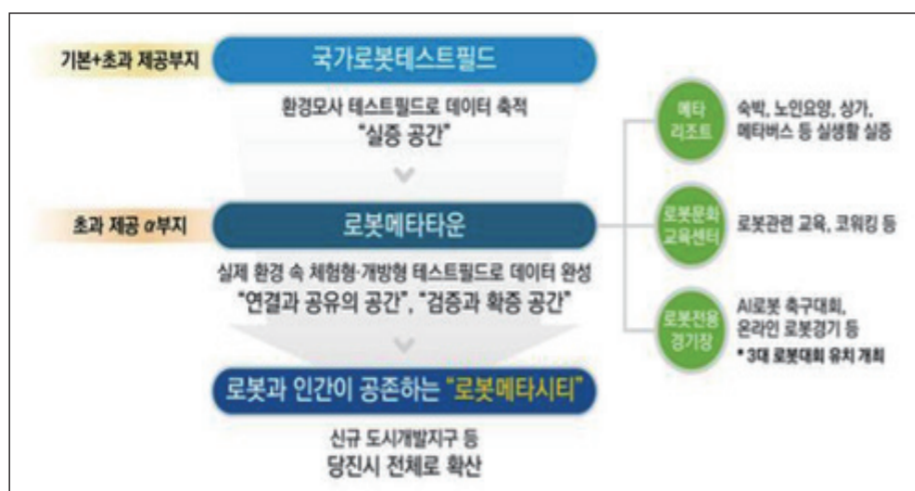 기본+초과 제공부지
국가로봇테스트필드
환경모사 테스트필드로 데이터 축적
“실증 공간”
초과 제공 α부지
로봇메타타운
실제 환경 속 체험형·개방형 테스트필드로 데이터 완성
“연결과 공유의 공간”, “검증과 확증 공간”
로봇과 인간이 공존하는 “로봇메타시티”
신규 도시개발지구 등
당진시 전체로 확산
메타
리조트
숙박, 노인요양, 상가,
메타버스 등 실생활 실증
로봇문화
교육센터
로봇관련 교육, 코워킹 등
로봇전용
경기장
AI로봇 축구대회,
온라인 로봇경기 등
* 3대 로봇대회 유치 개최